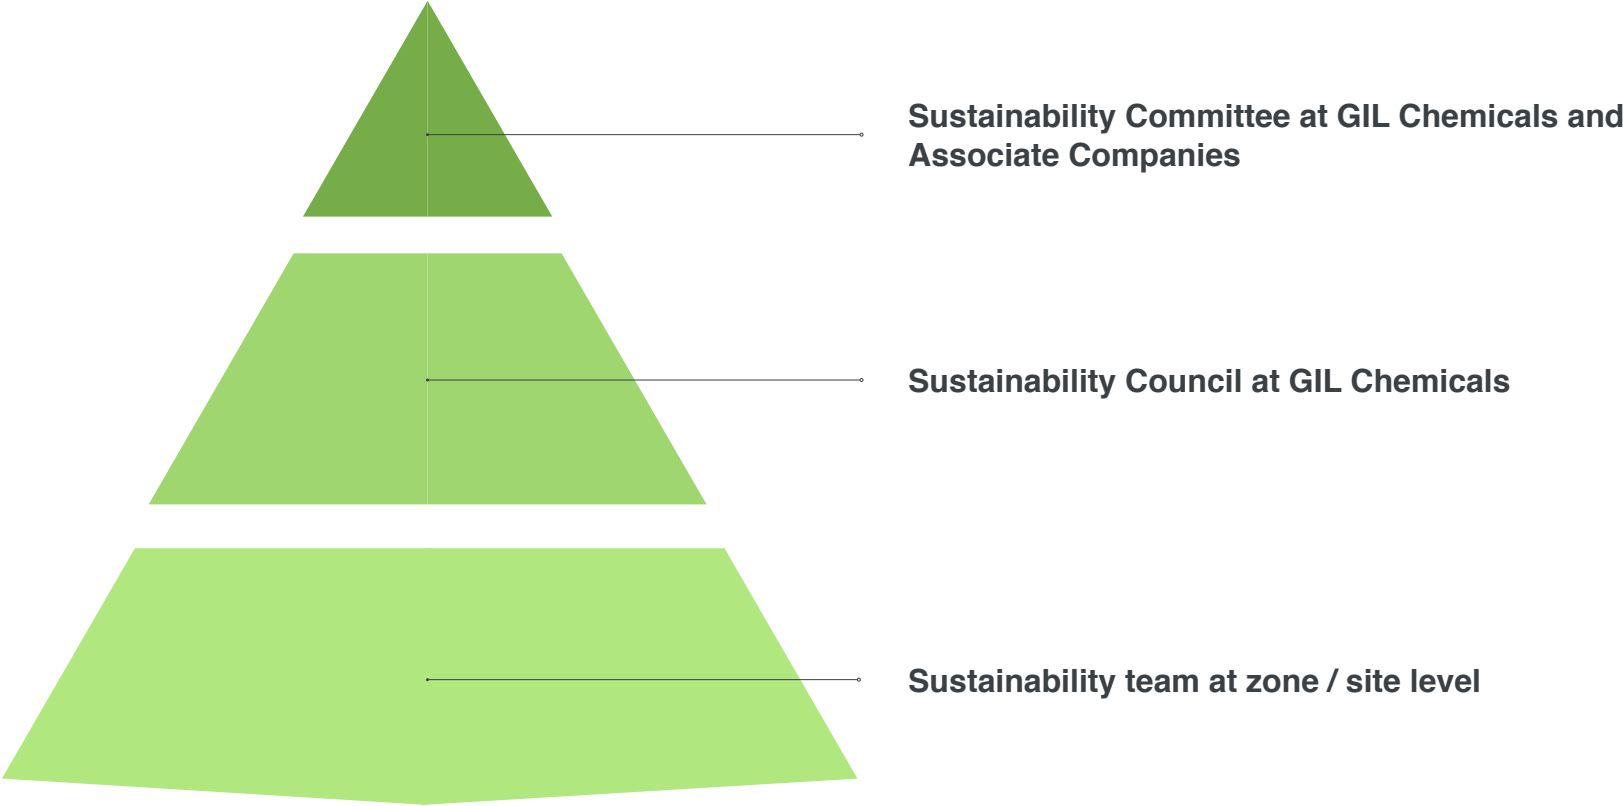 Sustainability Committee at GIL Chemicals and
Associate Companies
Sustainability Council at GIL Chemicals
Sustainability team at zone / site level